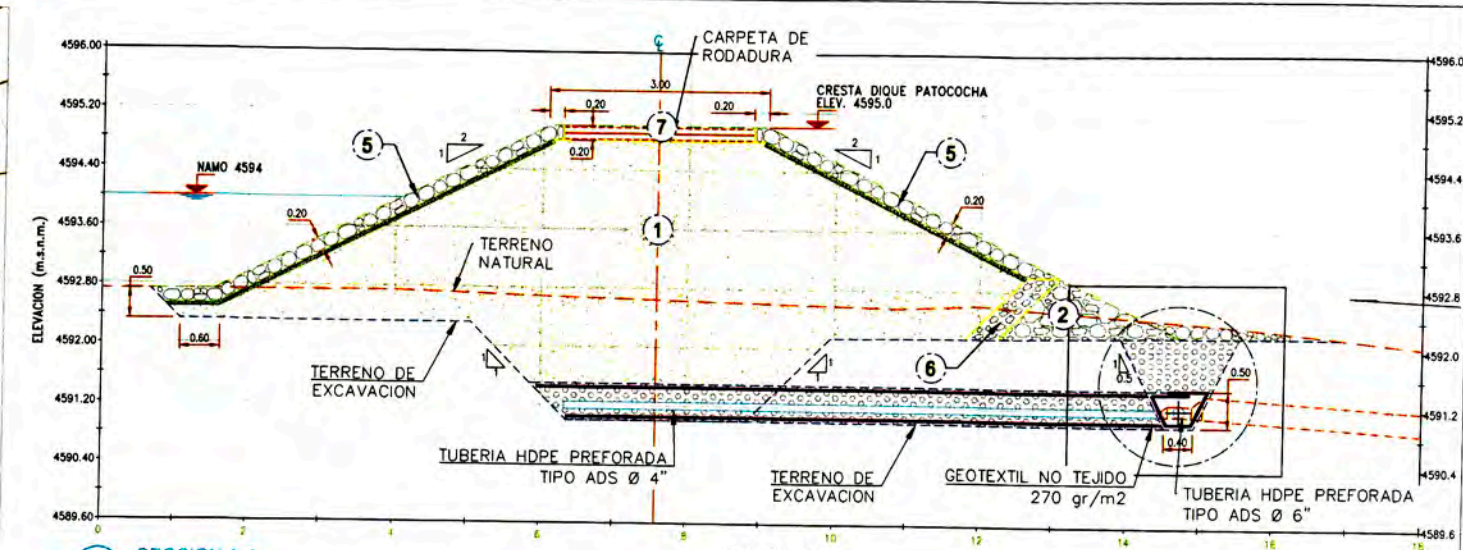 4596.00
4595.20
4594.40
4593.60
4592.80
4592.00
4591.20
4590.40
4589.60
ELEVACION (m.s.n.m.)
CARPETA DE
RODADURA
3.00
0.20
0.20
0.20
0.20
CRESTA DIQUE PATOCOCHA
ELEV. 4595.0
NAMO 4594
5
2
1
7
2
1
5
0.20
1
0.20
TERRENO
NATURAL
0.50
0.60
TERRENO DE
EXCAVACION
1
1
2
6
1
0.5
0.50
0.40
TUBERIA HDPE PREFORADA
TIPO ADS Ø 4"
TERRENO DE
EXCAVACION
GEOTEXTIL NO TEJIDO
270 gr/m2
TUBERIA HDPE PREFORADA
TIPO ADS Ø 6"
4596.0
4595.2
4594.4
4593.6
4592.8
4592.0
4591.2
4590.4
4589.6
0 2 4 6 8 10 12 14 16 18